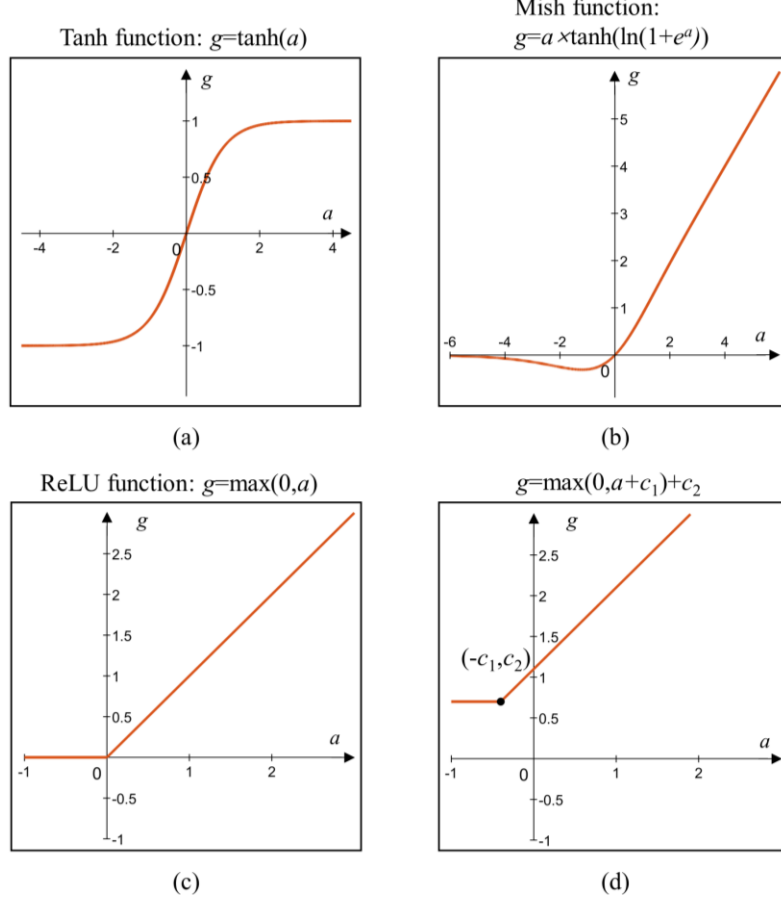 Tanh function: g=tanh(a)
Mish function:
g=a×tanh(ln(1+eᵃ))
g
1
0.5
a
-4 -2 0 2 4
-0.5
-1
(a)
g
5
4
3
2
1
-6 -4 -2 2 4 a
0
(b)
ReLU function: g=max(0,a)
g
2.5
2
1.5
1
0.5
a
-1 0 1 2
-0.5
-1
(c)
g=max(0,a+c₁)+c₂
g
2.5
2
1.5
(-c₁,c₂)
1
0.5
a
-1 0 1 2
-0.5
-1
(d)